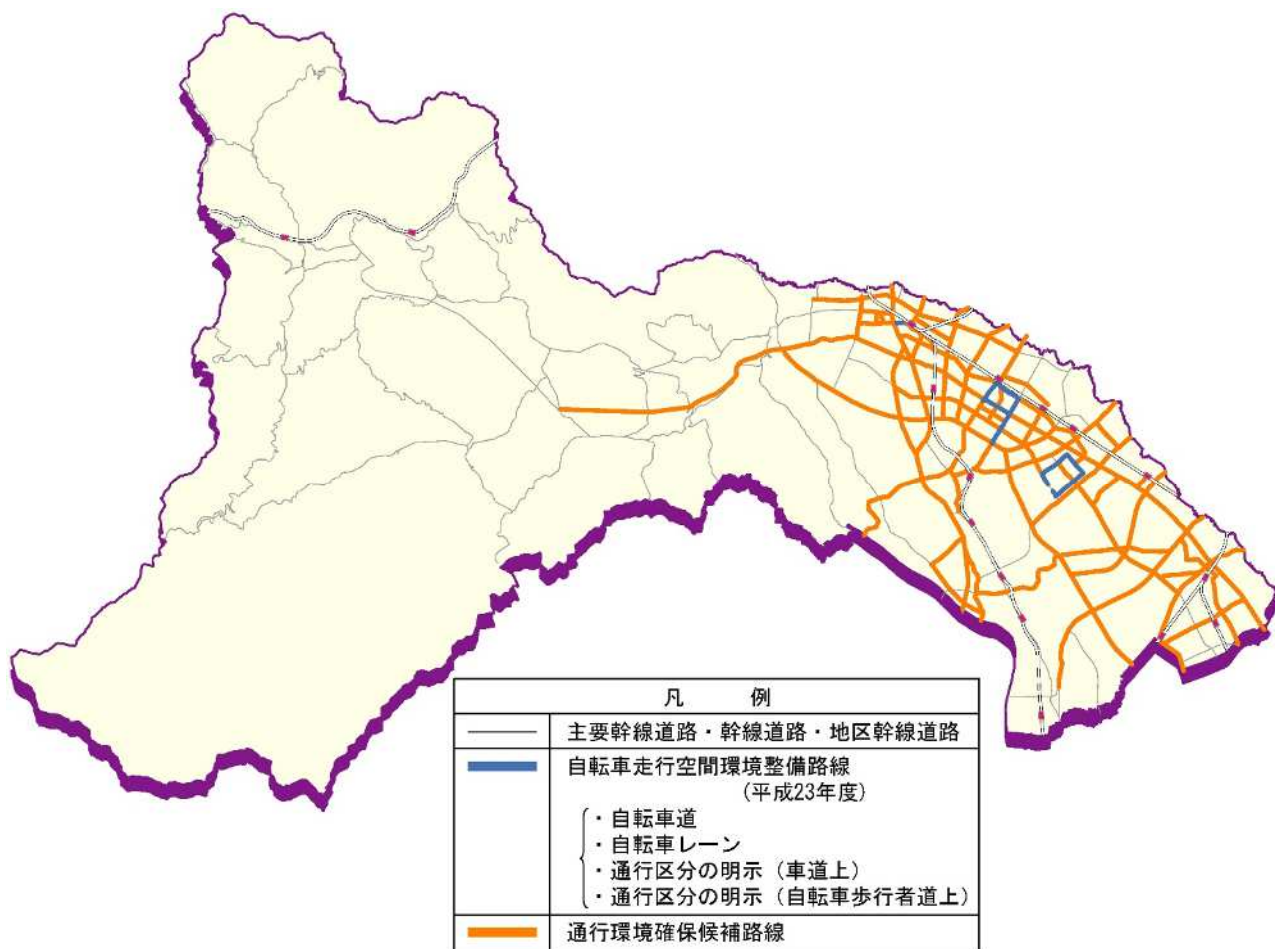 凡 例
主要幹線道路・幹線道路・地区幹線道路
自転車走行空間環境整備路線
(平成23年度)
・自転車道
・自転車レーン
・通行区分の明示（車道上）
・通行区分の明示（自転車歩行者道上）
通行環境確保候補路線